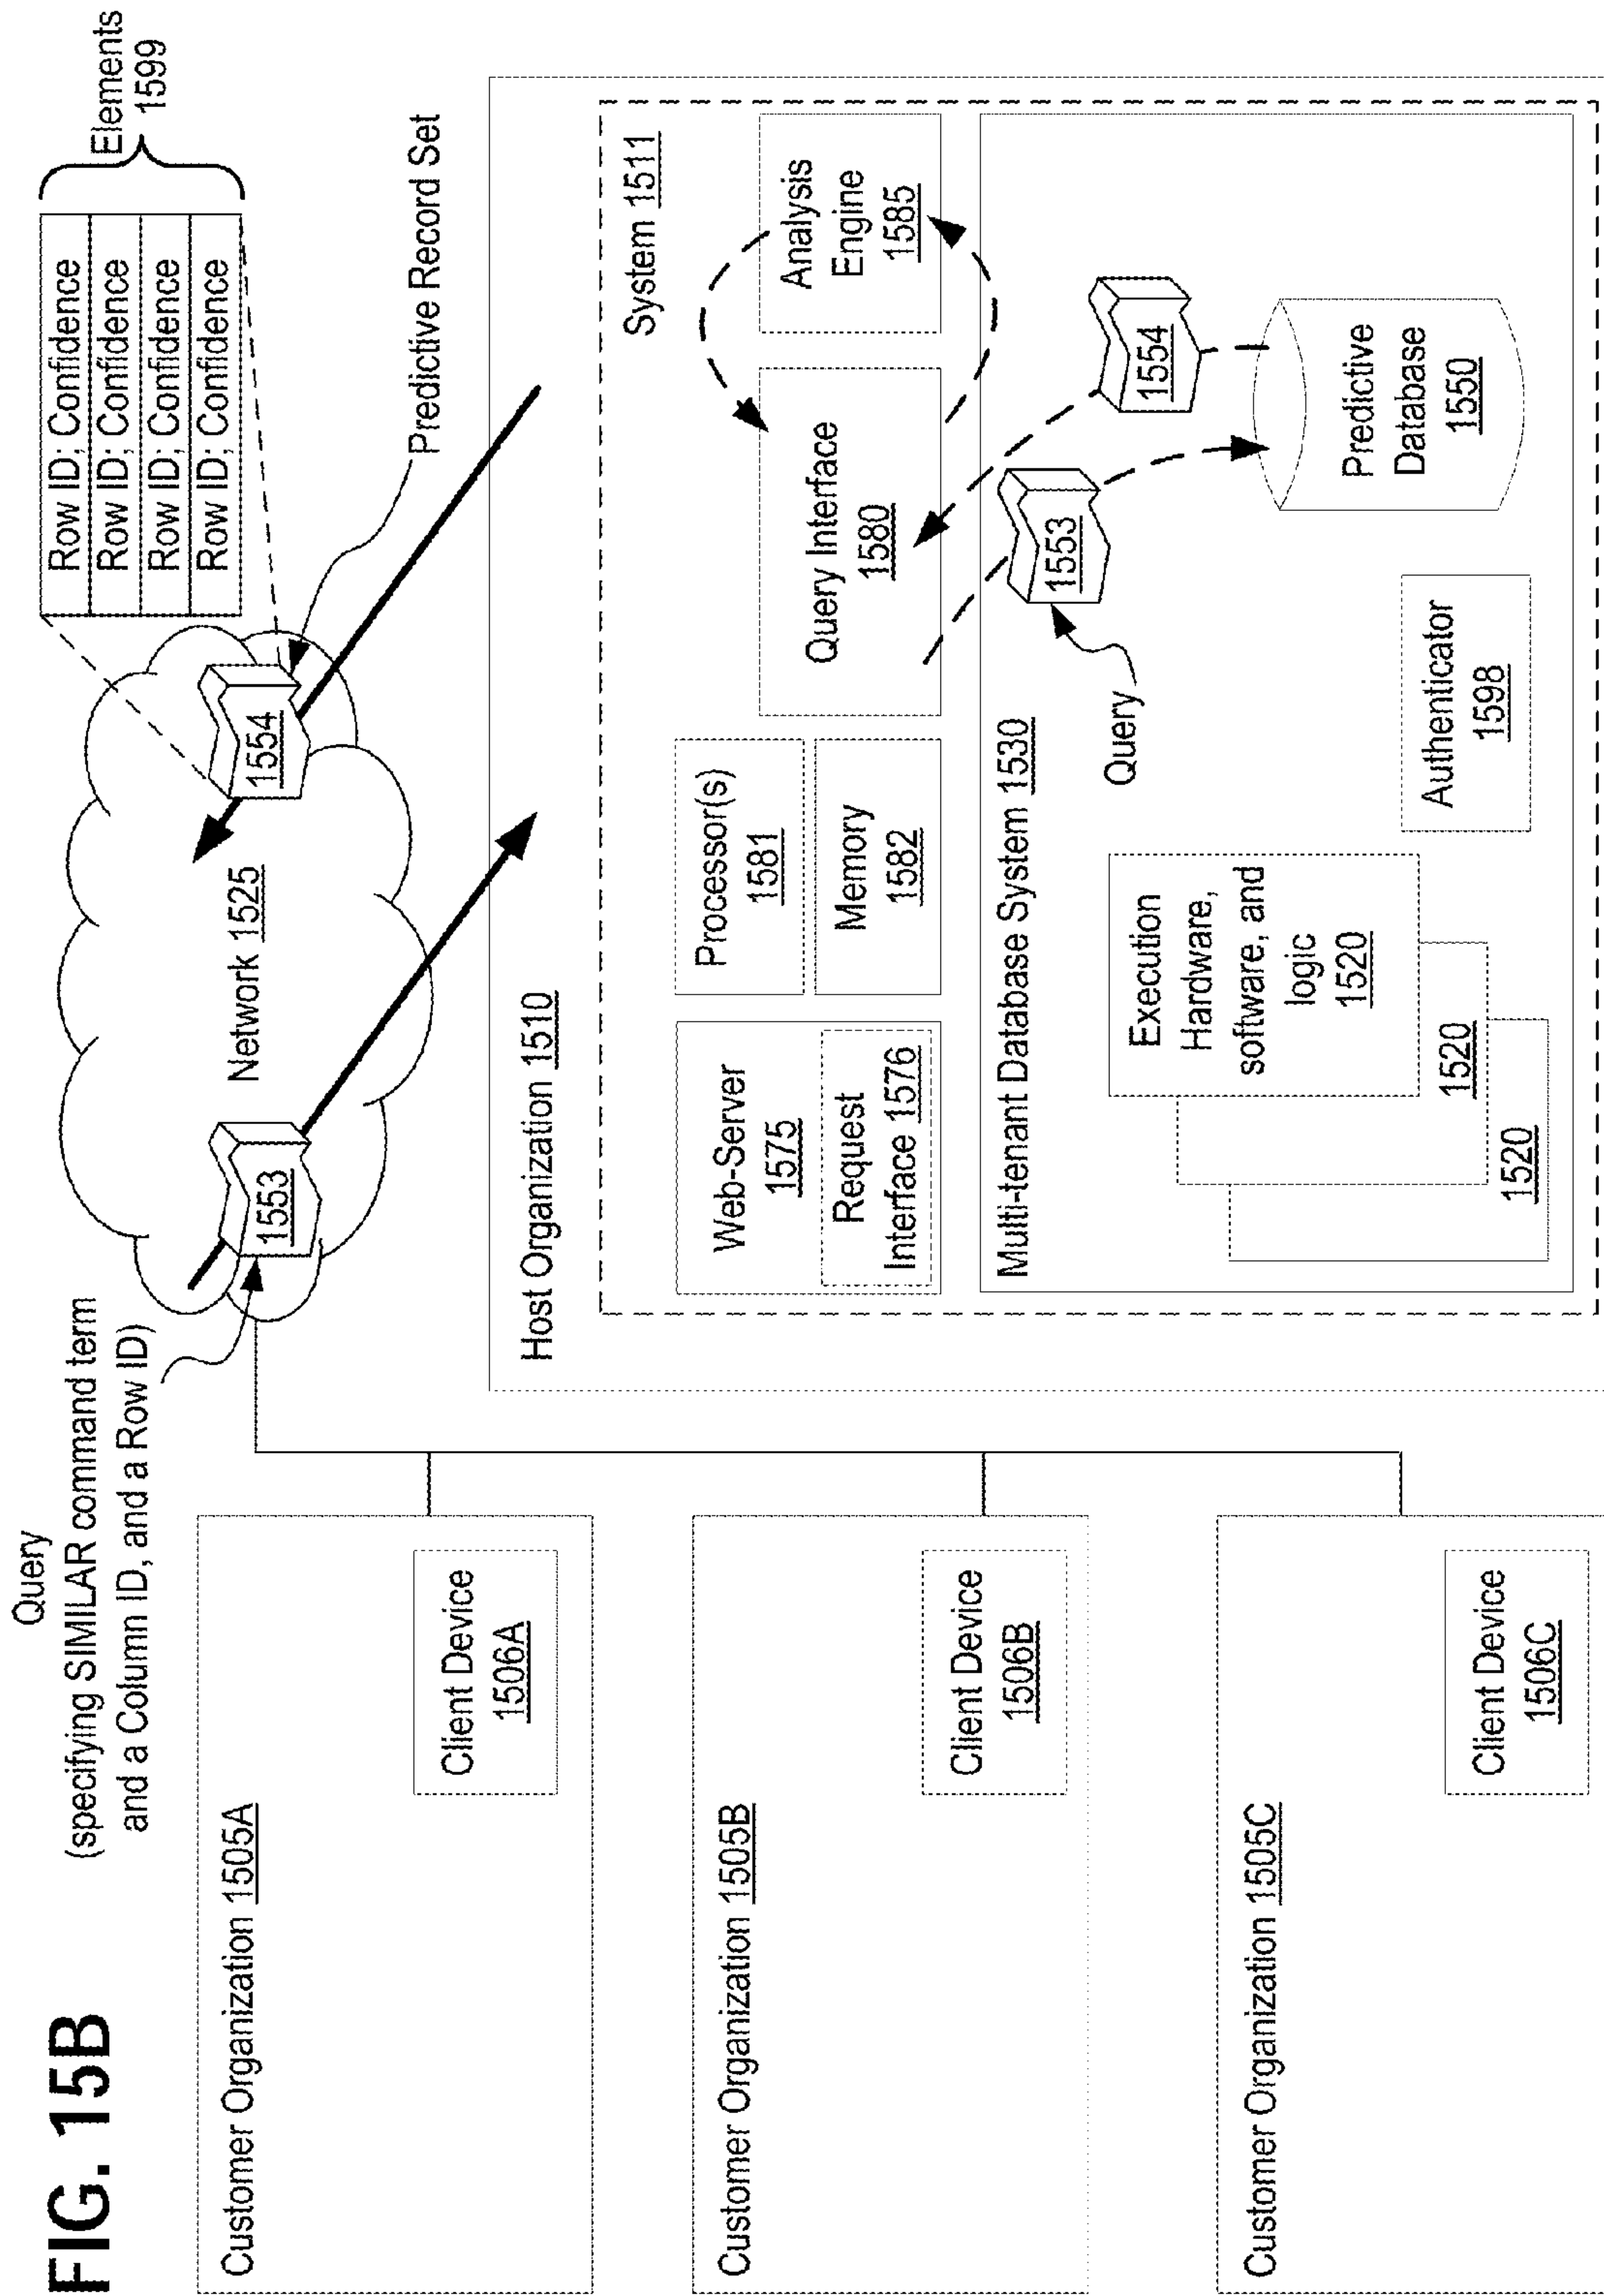 FIG. 15B
Query
(specifying SIMILAR command term
and a Column ID, and a Row ID)
Elements
1599
Row ID; Confidence
Row ID; Confidence
Row ID; Confidence
Row ID; Confidence
Predictive Record Set
1553
Network 1525
1554
Customer Organization 1505A
Client Device
1506A
Customer Organization 1505B
Client Device
1506B
Customer Organization 1505C
Client Device
1506C
Host Organization 1510
System 1511
Web-Server
1575
Request
Interface 1576
Processor(s)
1581
Memory
1582
Query Interface
1580
Analysis
Engine
1585
Multi-tenant Database System 1530
Query
1553
1554
Execution
Hardware,
software, and
logic
1520
1520
1520
Authenticator
1598
Predictive
Database
1550